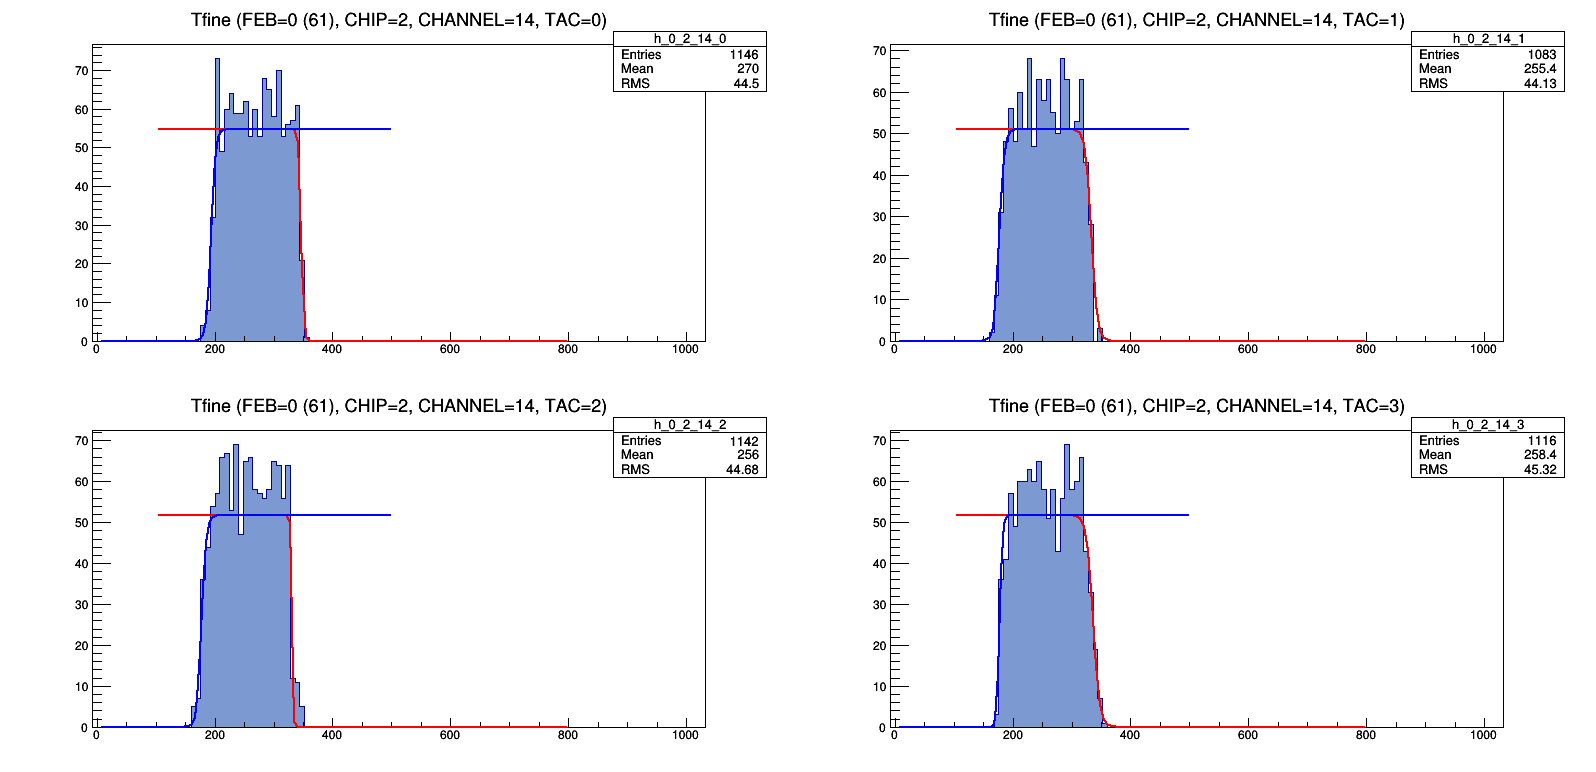 Tfine (FEB=0 (61), CHIP=2, CHANNEL=14, TAC=0)
h_0_2_14_0
Entries 1146
Mean 270
RMS 44.5
70
60
50
40
30
20
10
0
0 200 400 600 800 1000
Tfine (FEB=0 (61), CHIP=2, CHANNEL=14, TAC=1)
h_0_2_14_1
Entries 1083
Mean 255.4
RMS 44.13
70
60
50
40
30
20
10
0
0 200 400 600 800 1000
Tfine (FEB=0 (61), CHIP=2, CHANNEL=14, TAC=2)
h_0_2_14_2
Entries 1142
Mean 256
RMS 44.68
70
60
50
40
30
20
10
0
0 200 400 600 800 1000
Tfine (FEB=0 (61), CHIP=2, CHANNEL=14, TAC=3)
h_0_2_14_3
Entries 1116
Mean 258.4
RMS 45.32
70
60
50
40
30
20
10
0
0 200 400 600 800 1000